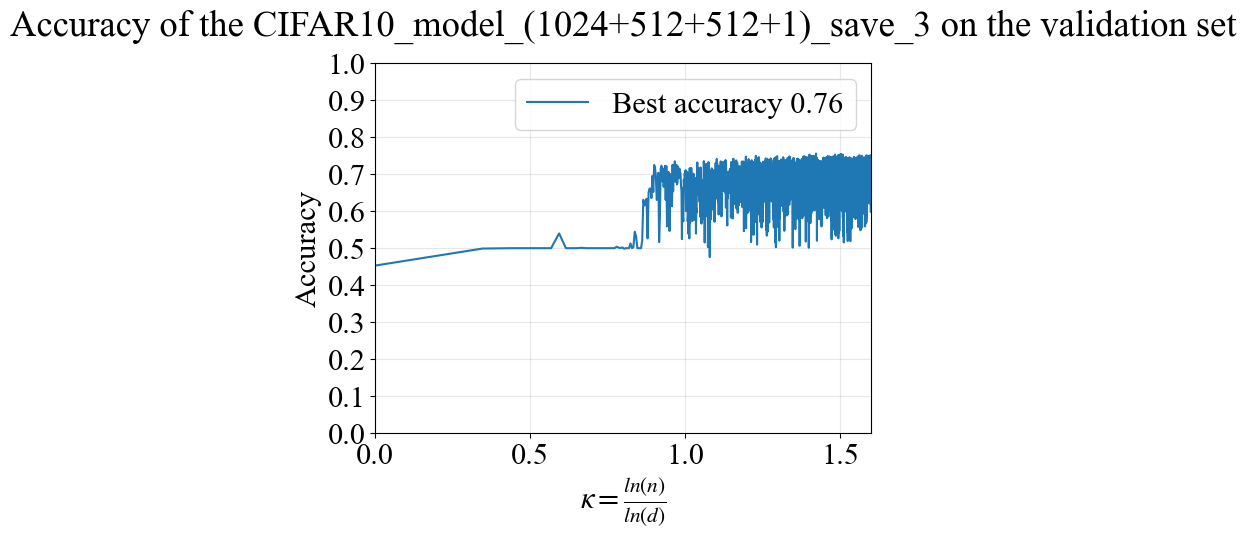 Accuracy of the CIFAR10_model_(1024+512+512+1)_save_3 on the validation set
Best accuracy 0.76
Accuracy
1.0
0.9
0.8
0.7
0.6
0.5
0.4
0.3
0.2
0.1
0.0
0.0 0.5 1.0 1.5
κ = ln(n)/ln(d)